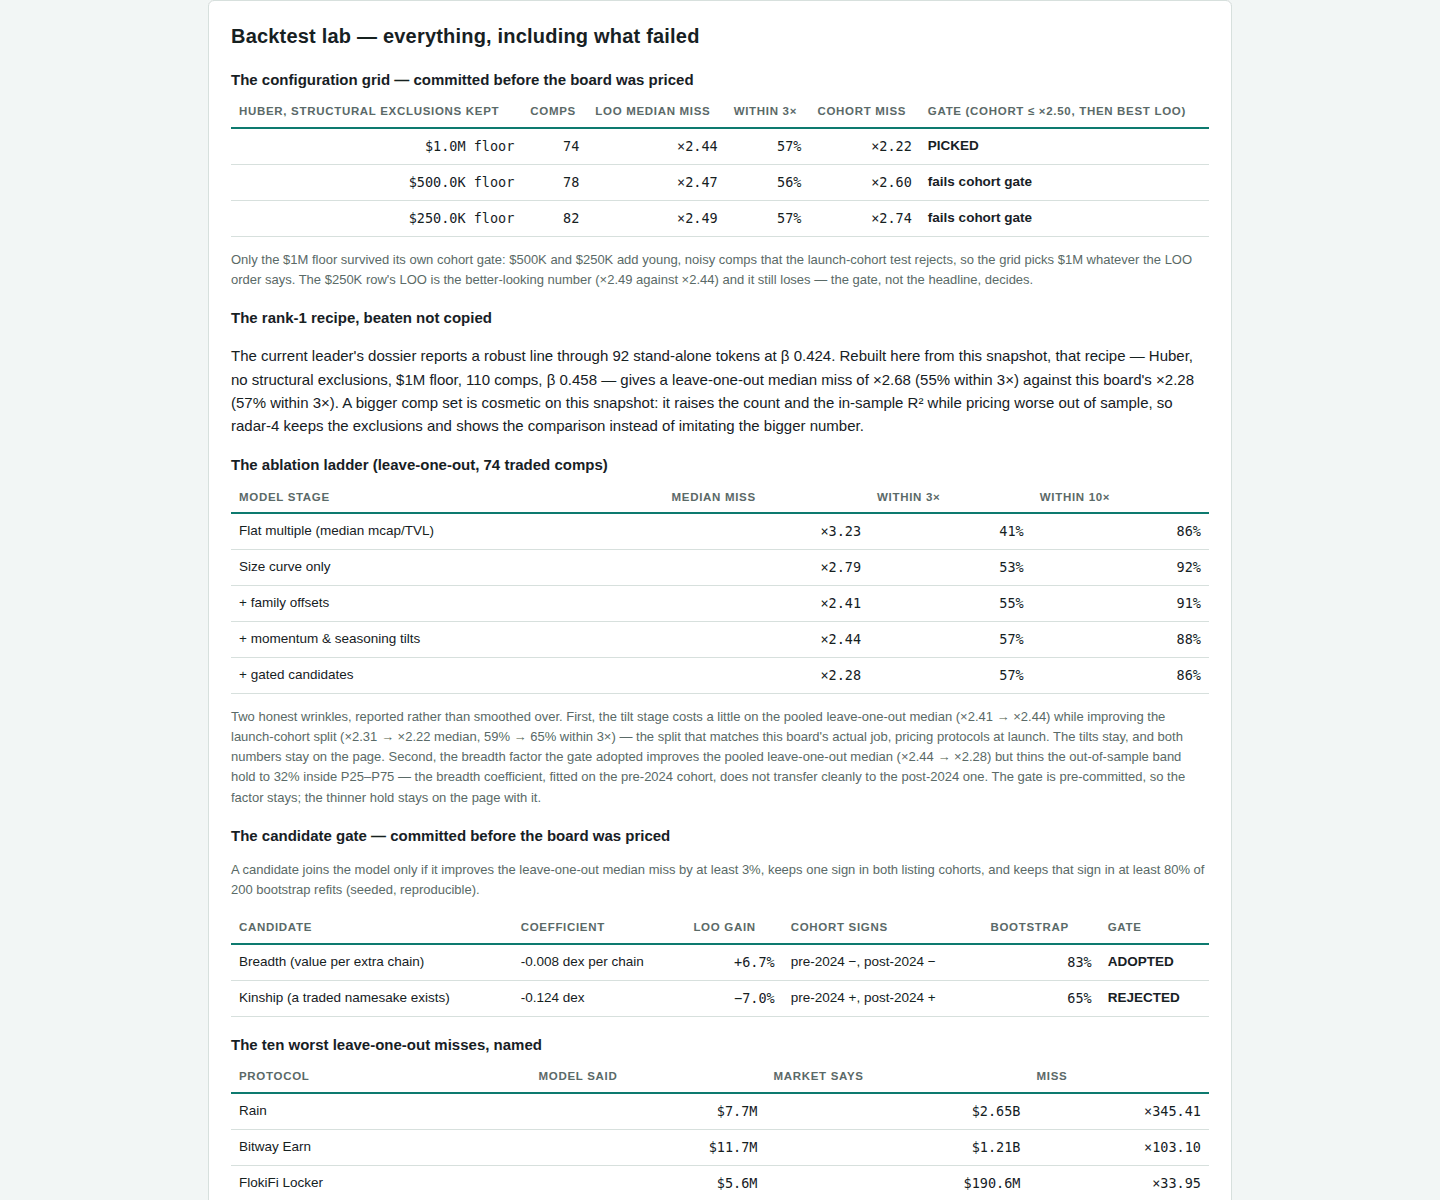 Backtest lab — everything, including what failed
The configuration grid — committed before the board was priced
HUBER, STRUCTURAL EXCLUSIONS KEPT COMPS LOO MEDIAN MISS WITHIN 3× COHORT MISS GATE (COHORT ≤ ×2.50, THEN BEST LOO)
$1.0M floor 74 ×2.44 57% ×2.22 PICKED
$500.0K floor 78 ×2.47 56% ×2.60 fails cohort gate
$250.0K floor 82 ×2.49 57% ×2.74 fails cohort gate
Only the $1M floor survived its own cohort gate: $500K and $250K add young, noisy comps that the launch-cohort test rejects, so the grid picks $1M whatever the LOO
order says. The $250K row's LOO is the better-looking number (×2.49 against ×2.44) and it still loses — the gate, not the headline, decides.
The rank-1 recipe, beaten not copied
The current leader's dossier reports a robust line through 92 stand-alone tokens at β 0.424. Rebuilt here from this snapshot, that recipe — Huber,
no structural exclusions, $1M floor, 110 comps, β 0.458 — gives a leave-one-out median miss of ×2.68 (55% within 3×) against this board's ×2.28
(57% within 3×). A bigger comp set is cosmetic on this snapshot: it raises the count and the in-sample R² while pricing worse out of sample, so
radar-4 keeps the exclusions and shows the comparison instead of imitating the bigger number.
The ablation ladder (leave-one-out, 74 traded comps)
MODEL STAGE MEDIAN MISS WITHIN 3× WITHIN 10×
Flat multiple (median mcap/TVL) ×3.23 41% 86%
Size curve only ×2.79 53% 92%
+ family offsets ×2.41 55% 91%
+ momentum & seasoning tilts ×2.44 57% 88%
+ gated candidates ×2.28 57% 86%
Two honest wrinkles, reported rather than smoothed over. First, the tilt stage costs a little on the pooled leave-one-out median (×2.41 → ×2.44) while improving the
launch-cohort split (×2.31 → ×2.22 median, 59% → 65% within 3×) — the split that matches this board's actual job, pricing protocols at launch. The tilts stay, and both
numbers stay on the page. Second, the breadth factor the gate adopted improves the pooled leave-one-out median (×2.44 → ×2.28) but thins the out-of-sample band
hold to 32% inside P25–P75 — the breadth coefficient, fitted on the pre-2024 cohort, does not transfer cleanly to the post-2024 one. The gate is pre-committed, so the
factor stays; the thinner hold stays on the page with it.
The candidate gate — committed before the board was priced
A candidate joins the model only if it improves the leave-one-out median miss by at least 3%, keeps one sign in both listing cohorts, and keeps that sign in at least 80% of
200 bootstrap refits (seeded, reproducible).
CANDIDATE COEFFICIENT LOO GAIN COHORT SIGNS BOOTSTRAP GATE
Breadth (value per extra chain) -0.008 dex per chain +6.7% pre-2024 −, post-2024 − 83% ADOPTED
Kinship (a traded namesake exists) -0.124 dex −7.0% pre-2024 +, post-2024 + 65% REJECTED
The ten worst leave-one-out misses, named
PROTOCOL MODEL SAID MARKET SAYS MISS
Rain $7.7M $2.65B ×345.41
Bitway Earn $11.7M $1.21B ×103.10
FlokiFi Locker $5.6M $190.6M ×33.95